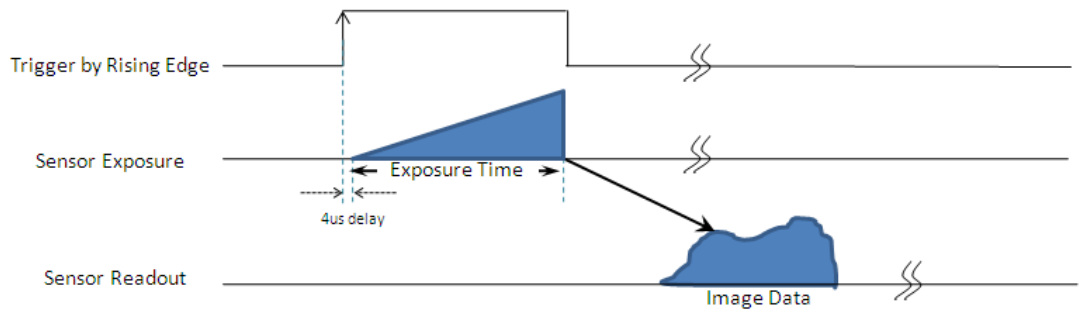 Trigger by Rising Edge
Sensor Exposure
Exposure Time
4us delay
Sensor Readout
Image Data